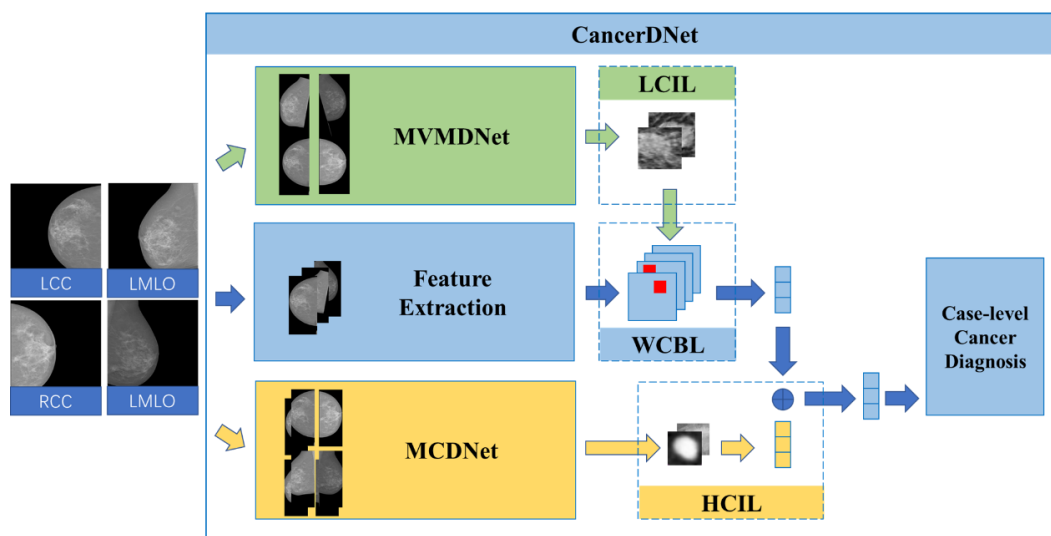 CancerDNet
LCIL
MVMDNet
LCC
LMLO
Feature
Extraction
WCBL
Case-level
Cancer
Diagnosis
RCC
LMLO
MCDNet
HCIL